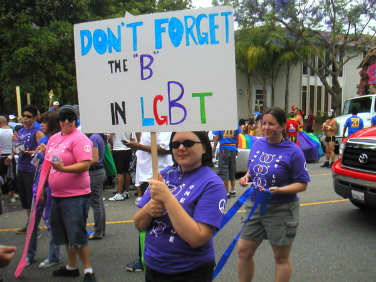 DON'T FORGET
THE "B"
IN LGBT